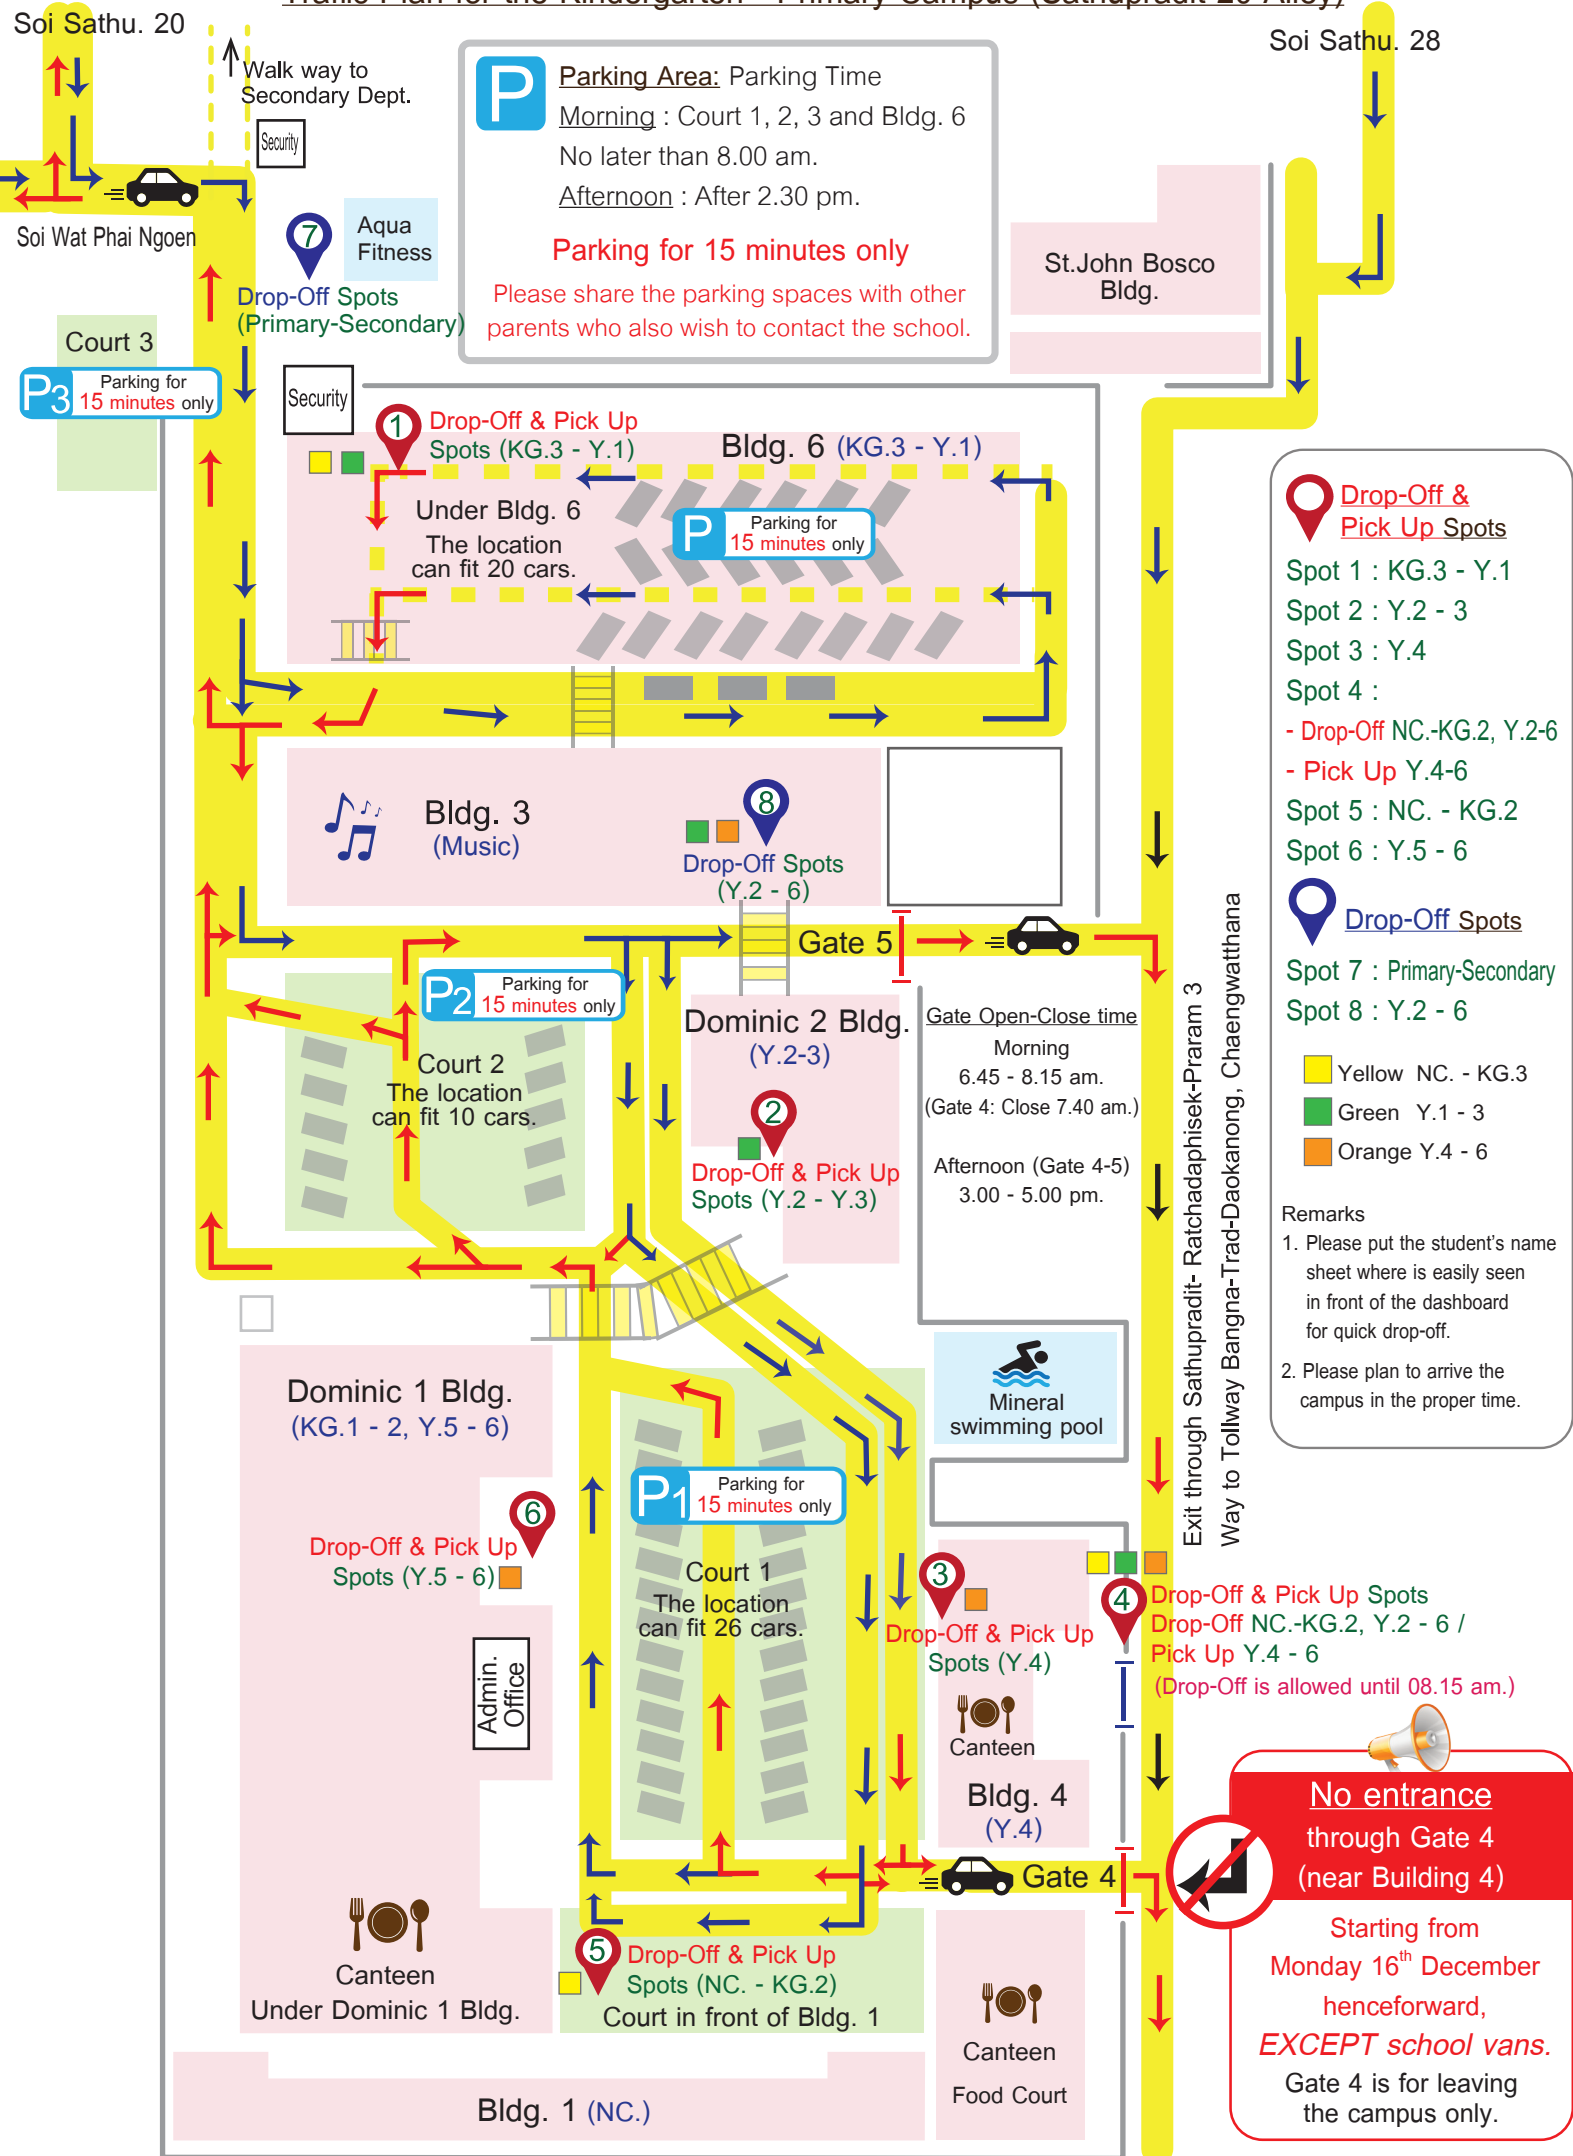 Traffic Plan for the Kindergarten - Primary Campus (Sathupradit 20 Alley)
Soi Sathu. 20
Soi Sathu. 28
Walk way to
Secondary Dept.
Security
P
Parking Area: Parking Time
Morning : Court 1, 2, 3 and Bldg. 6
No later than 8.00 am.
Afternoon : After 2.30 pm.
Parking for 15 minutes only
Please share the parking spaces with other
parents who also wish to contact the school.
Soi Wat Phai Ngoen
7
Aqua
Fitness
Drop-Off Spots
(Primary-Secondary)
St.John Bosco
Bldg.
Court 3
P3
Parking for
15 minutes only
Security
1
Drop-Off & Pick Up
Spots (KG.3 - Y.1)
Bldg. 6 (KG.3 - Y.1)
Under Bldg. 6
The location
can fit 20 cars.
P
Parking for
15 minutes only
Bldg. 3
(Music)
8
Drop-Off Spots
(Y.2 - 6)
Gate 5
P2
Parking for
15 minutes only
Court 2
The location
can fit 10 cars.
Dominic 2 Bldg.
(Y.2-3)
2
Drop-Off & Pick Up
Spots (Y.2 - Y.3)
Gate Open-Close time
Morning
6.45 - 8.15 am.
(Gate 4: Close 7.40 am.)
Afternoon (Gate 4-5)
3.00 - 5.00 pm.
Exit through Sathupradit- Ratchadaphisek-Praram 3
Way to Tollway Bangna-Trad-Daokanong, Chaengwatthana
Drop-Off &
Pick Up Spots
Spot 1 : KG.3 - Y.1
Spot 2 : Y.2 - 3
Spot 3 : Y.4
Spot 4 :
- Drop-Off NC.-KG.2, Y.2-6
- Pick Up Y.4-6
Spot 5 : NC. - KG.2
Spot 6 : Y.5 - 6
Drop-Off Spots
Spot 7 : Primary-Secondary
Spot 8 : Y.2 - 6
Yellow NC. - KG.3
Green Y.1 - 3
Orange Y.4 - 6
Remarks
1. Please put the student's name
sheet where is easily seen
in front of the dashboard
for quick drop-off.
2. Please plan to arrive the
campus in the proper time.
Mineral
swimming pool
Dominic 1 Bldg.
(KG.1 - 2, Y.5 - 6)
6
Drop-Off & Pick Up
Spots (Y.5 - 6)
P1
Parking for
15 minutes only
Court 1
The location
can fit 26 cars.
Admin.
Office
3
Drop-Off & Pick Up
Spots (Y.4)
Canteen
Bldg. 4
(Y.4)
4
Drop-Off & Pick Up Spots
Drop-Off NC.-KG.2, Y.2 - 6 /
Pick Up Y.4 - 6
(Drop-Off is allowed until 08.15 am.)
Gate 4
No entrance
through Gate 4
(near Building 4)
Starting from
Monday 16th December
henceforward,
EXCEPT school vans.
Gate 4 is for leaving
the campus only.
Canteen
Under Dominic 1 Bldg.
5
Drop-Off & Pick Up
Spots (NC. - KG.2)
Court in front of Bldg. 1
Canteen
Food Court
Bldg. 1 (NC.)